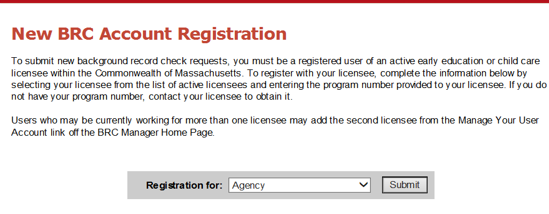 New BRC Account Registration
To submit new background record check requests, you must be a registered user of an active early education or child care
licensee within the Commonwealth of Massachusetts. To register with your licensee, complete the information below by
selecting your licensee from the list of active licensees and entering the program number provided to your licensee. If you do
not have your program number, contact your licensee to obtain it.
Users who may be currently working for more than one licensee may add the second licensee from the Manage Your User
Account link off the BRC Manager Home Page.
Registration for: Agency Submit